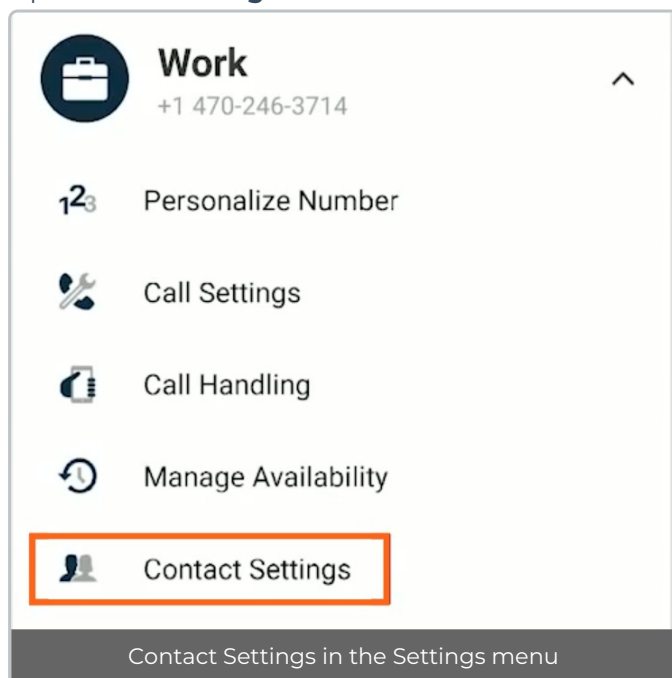 Work
+1 470-246-3714
123
Personalize Number
Call Settings
Call Handling
Manage Availability
Contact Settings
Contact Settings in the Settings menu